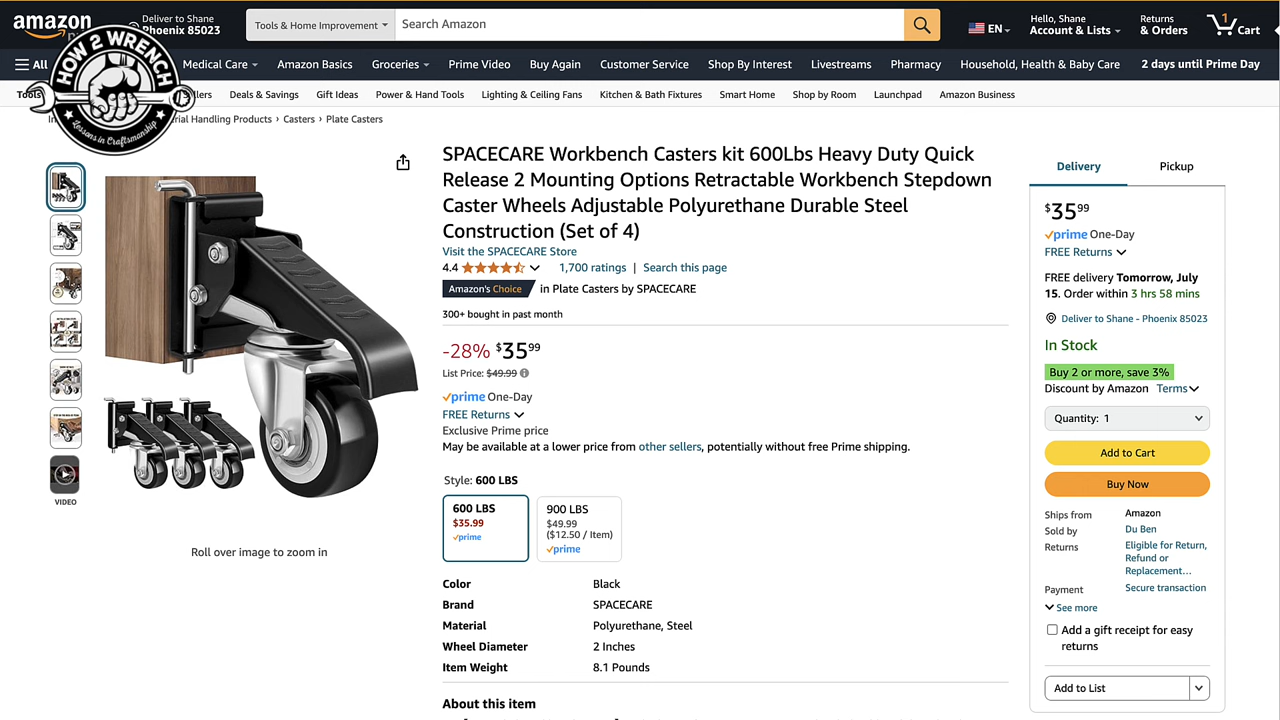 amazon
Deliver to Shane
Phoenix 85023
Tools & Home Improvement
Search Amazon
EN
Hello, Shane
Account & Lists
Returns
& Orders
1
Cart
All
Medical Care
Amazon Basics
Groceries
Prime Video
Buy Again
Customer Service
Shop By Interest
Livestreams
Pharmacy
Household, Health & Baby Care
2 days until Prime Day
HOW 2 WRENCH
Lessons in Craftsmanship
Deals & Savings
Gift Ideas
Power & Hand Tools
Lighting & Ceiling Fans
Kitchen & Bath Fixtures
Smart Home
Shop by Room
Launchpad
Amazon Business
Handling Products › Casters › Plate Casters
SPACECARE Workbench Casters kit 600Lbs Heavy Duty Quick
Release 2 Mounting Options Retractable Workbench Stepdown
Caster Wheels Adjustable Polyurethane Durable Steel
Construction (Set of 4)
Visit the SPACECARE Store
4.4
1,700 ratings | Search this page
Amazon's Choice in Plate Casters by SPACECARE
300+ bought in past month
-28% $35 99
List Price: $49.99
prime One-Day
FREE Returns
Exclusive Prime price
May be available at a lower price from other sellers, potentially without free Prime shipping.
Style: 600 LBS
600 LBS
$35.99
prime
900 LBS
$49.99
($12.50 / Item)
prime
Color Black
Brand SPACECARE
Material Polyurethane, Steel
Wheel Diameter 2 Inches
Item Weight 8.1 Pounds
About this item
VIDEO
Roll over image to zoom in
Delivery
Pickup
$35 99
prime One-Day
FREE Returns
FREE delivery Tomorrow, July
15. Order within 3 hrs 58 mins
Deliver to Shane - Phoenix 85023
In Stock
Buy 2 or more, save 3%
Discount by Amazon Terms
Quantity: 1
Add to Cart
Buy Now
Ships from Amazon
Sold by Du Ben
Returns Eligible for Return,
Refund or
Replacement…
Payment Secure transaction
See more
Add a gift receipt for easy
returns
Add to List